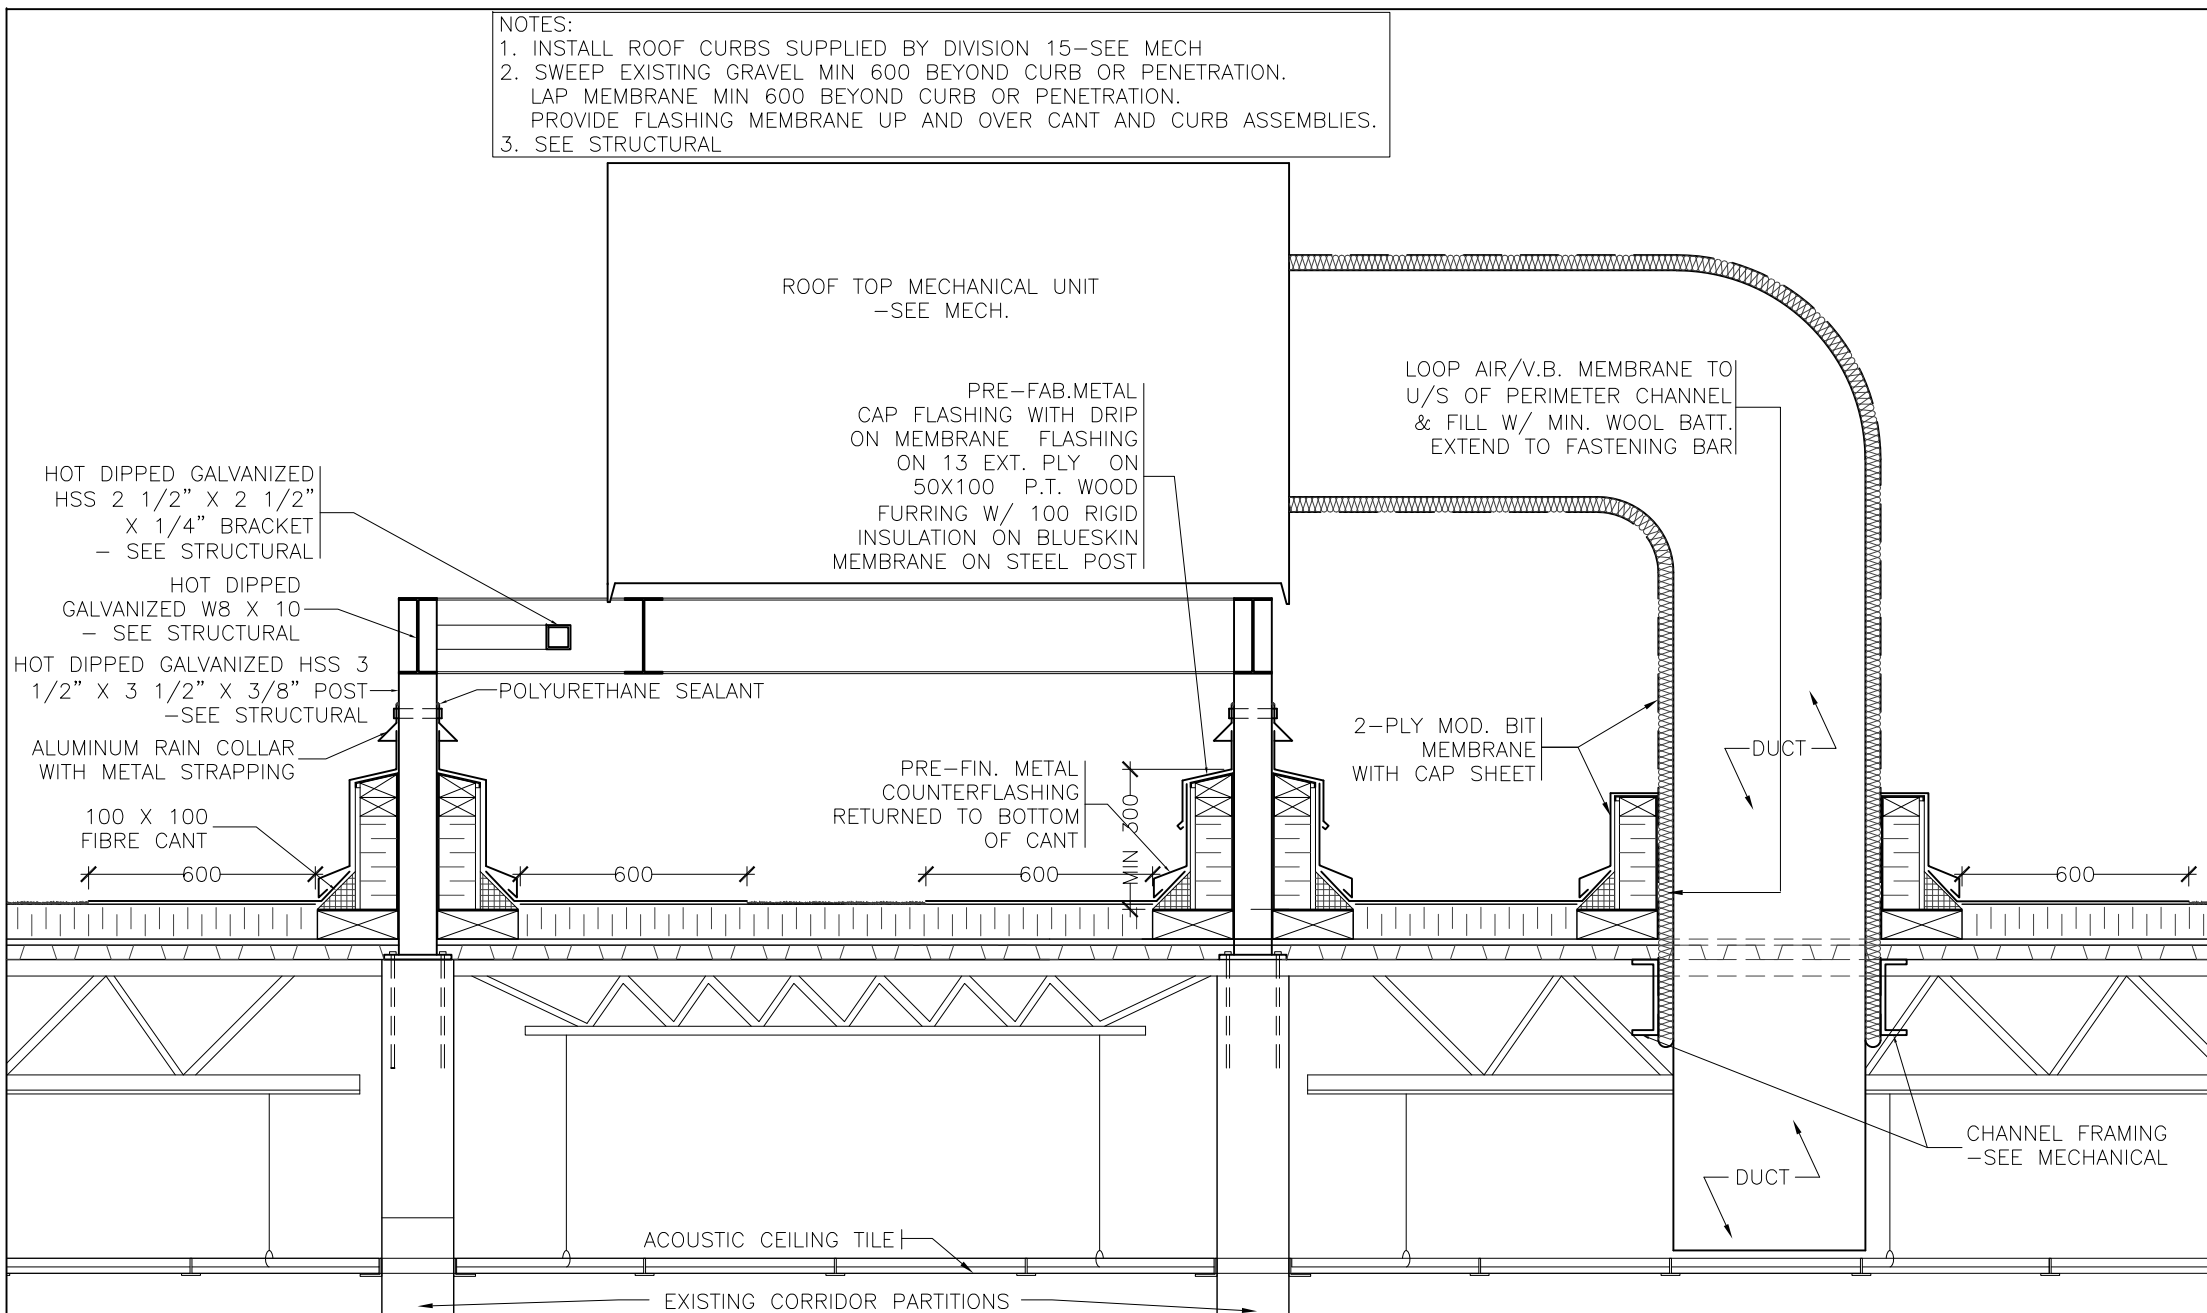 NOTES:
1. INSTALL ROOF CURBS SUPPLIED BY DIVISION 15-SEE MECH
2. SWEEP EXISTING GRAVEL MIN 600 BEYOND CURB OR PENETRATION.
LAP MEMBRANE MIN 600 BEYOND CURB OR PENETRATION.
PROVIDE FLASHING MEMBRANE UP AND OVER CANT AND CURB ASSEMBLIES.
3. SEE STRUCTURAL
ROOF TOP MECHANICAL UNIT
-SEE MECH.
PRE-FAB.METAL
CAP FLASHING WITH DRIP
ON MEMBRANE FLASHING
ON 13 EXT. PLY ON
50X100 P.T. WOOD
FURRING W/ 100 RIGID
INSULATION ON BLUESKIN
MEMBRANE ON STEEL POST
LOOP AIR/V.B. MEMBRANE TO
U/S OF PERIMETER CHANNEL
& FILL W/ MIN. WOOL BATT.
EXTEND TO FASTENING BAR
HOT DIPPED GALVANIZED
HSS 2 1/2" X 2 1/2"
X 1/4" BRACKET
- SEE STRUCTURAL
HOT DIPPED
GALVANIZED W8 X 10
- SEE STRUCTURAL
HOT DIPPED GALVANIZED HSS 3
1/2" X 3 1/2" X 3/8" POST
-SEE STRUCTURAL
POLYURETHANE SEALANT
ALUMINUM RAIN COLLAR
WITH METAL STRAPPING
100 X 100
FIBRE CANT
PRE-FIN. METAL
COUNTERFLASHING
RETURNED TO BOTTOM
OF CANT
MIN 300
2-PLY MOD. BIT
MEMBRANE
WITH CAP SHEET
DUCT
600
600
600
600
CHANNEL FRAMING
-SEE MECHANICAL
DUCT
ACOUSTIC CEILING TILE
EXISTING CORRIDOR PARTITIONS